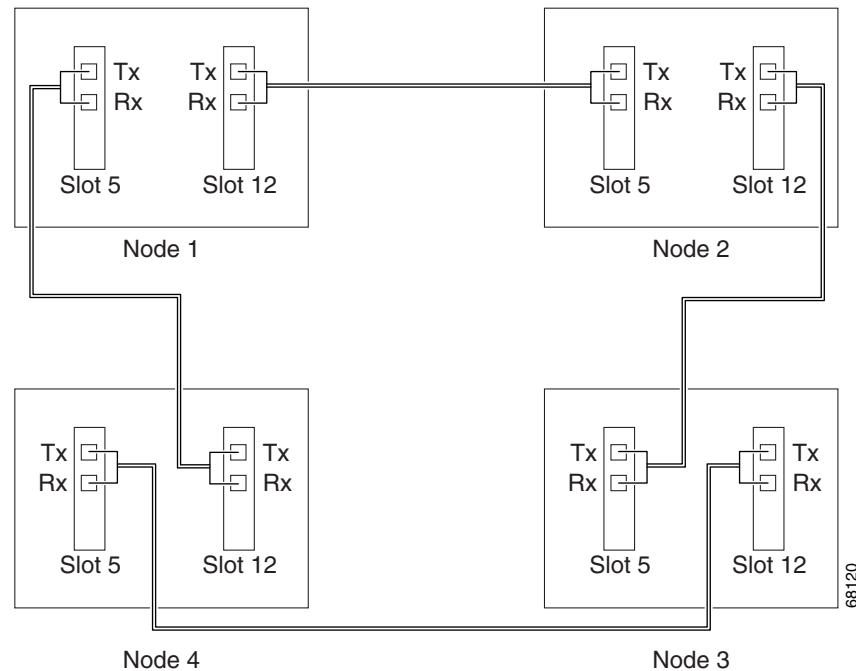 Tx Tx Tx Tx
Rx Rx Rx Rx
Slot 5 Slot 12 Slot 5 Slot 12
Node 1 Node 2
Tx Tx Tx Tx
Rx Rx Rx Rx
Slot 5 Slot 12 Slot 5 Slot 12
68120
Node 4 Node 3